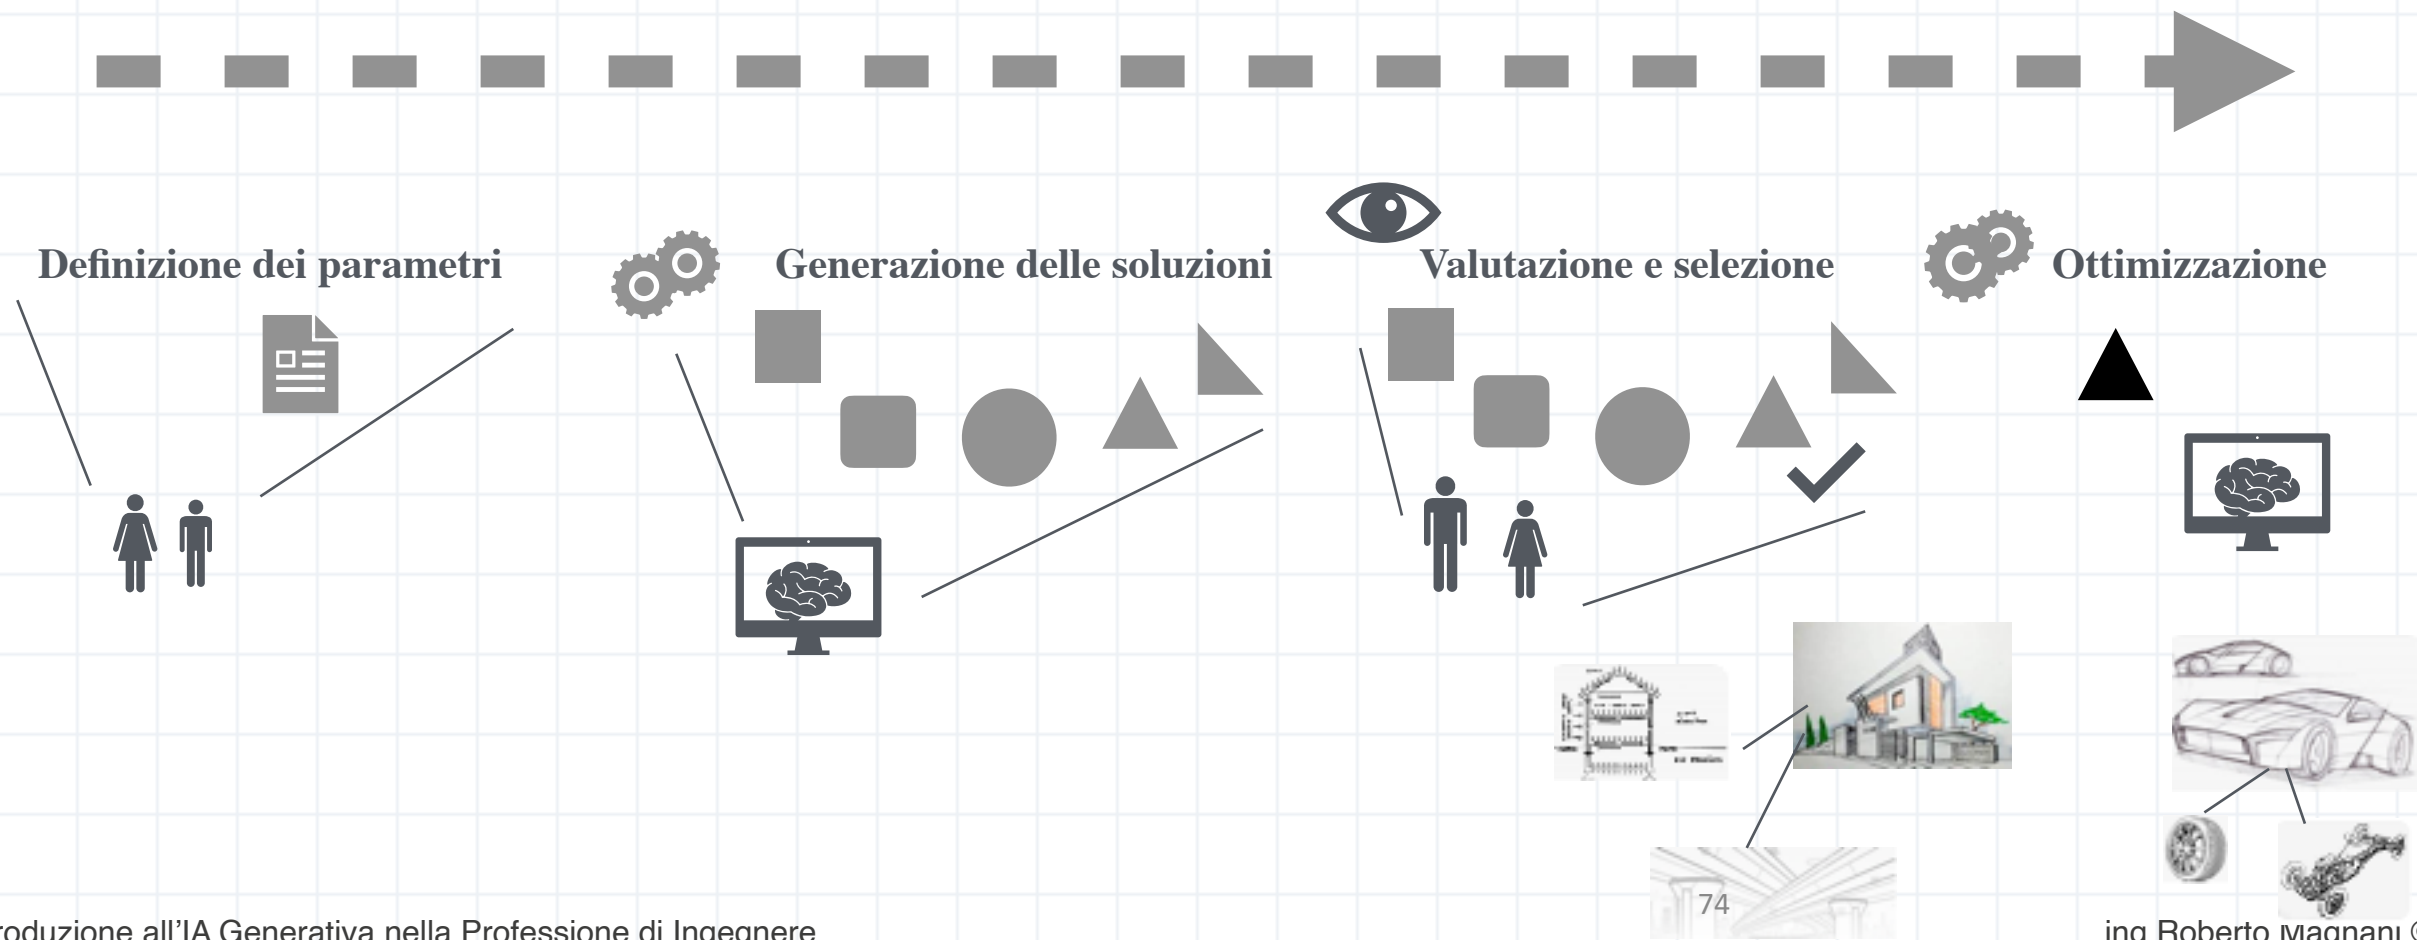 Definizione dei parametri
Generazione delle soluzioni
Valutazione e selezione
Ottimizzazione
74
roduzione all'IA Generativa nella Professione di Ingegnere
ing Roberto Magnani ©